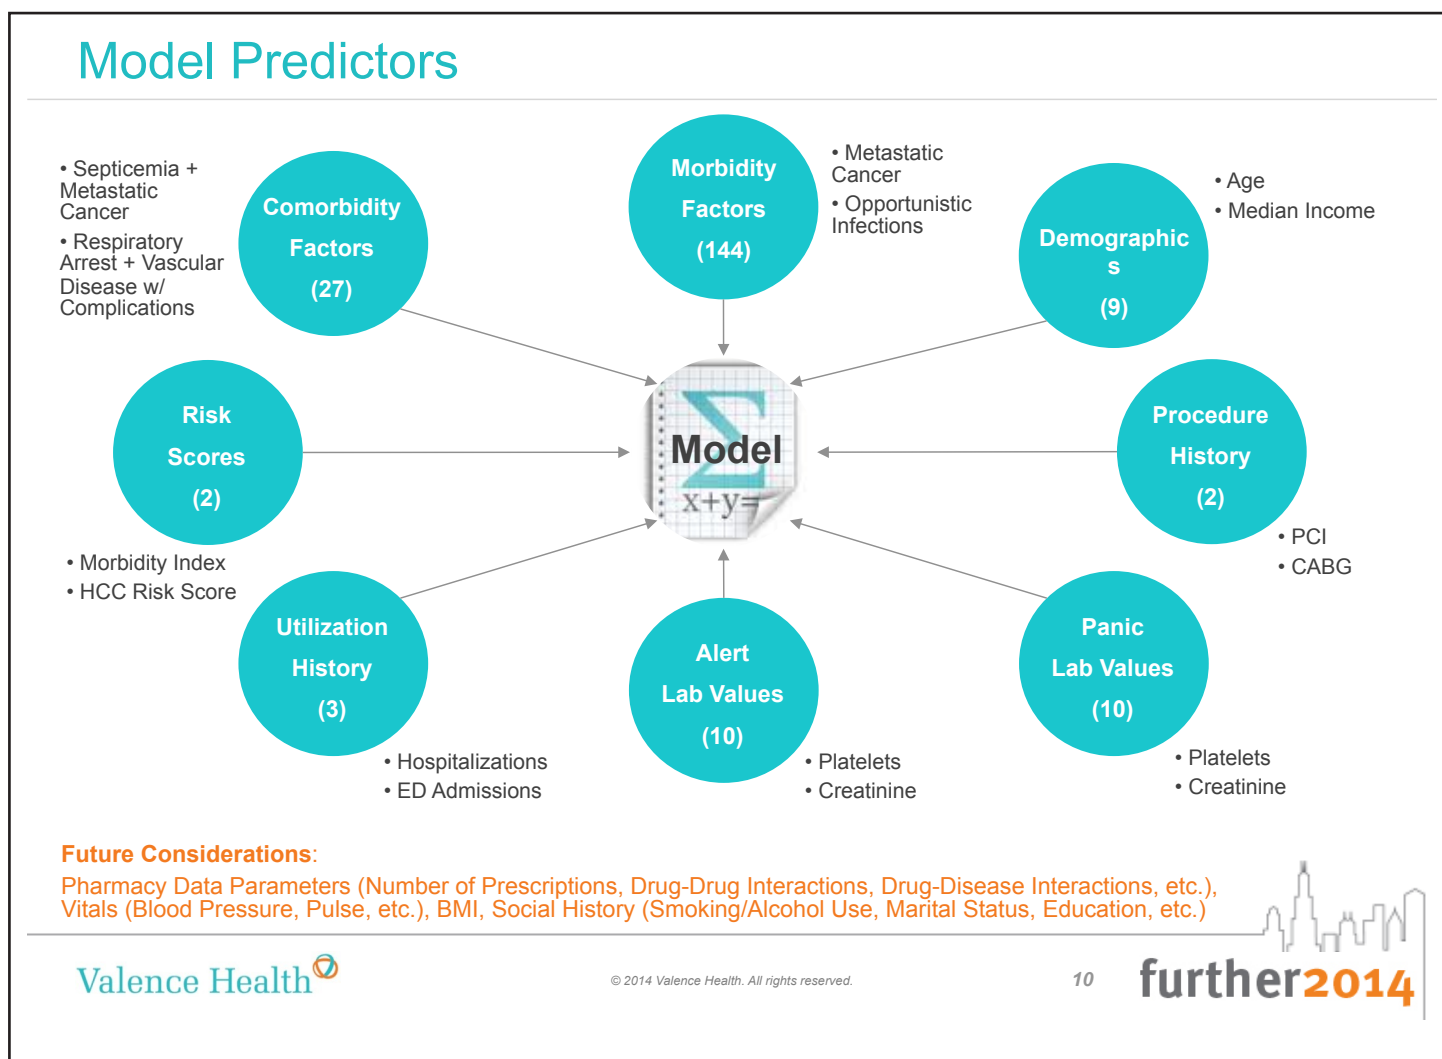 Model Predictors
• Septicemia +
Metastatic
Cancer
• Respiratory
Arrest + Vascular
Disease w/
Complications
Comorbidity
Factors
(27)
Morbidity
Factors
(144)
• Metastatic
Cancer
• Opportunistic
Infections
Demographic
s
(9)
• Age
• Median Income
Risk
Scores
(2)
• Morbidity Index
• HCC Risk Score
Σ
Model
x+y=
Procedure
History
(2)
• PCI
• CABG
Utilization
History
(3)
• Hospitalizations
• ED Admissions
Alert
Lab Values
(10)
• Platelets
• Creatinine
Panic
Lab Values
(10)
• Platelets
• Creatinine
Future Considerations:
Pharmacy Data Parameters (Number of Prescriptions, Drug-Drug Interactions, Drug-Disease Interactions, etc.),
Vitals (Blood Pressure, Pulse, etc.), BMI, Social History (Smoking/Alcohol Use, Marital Status, Education, etc.)
Valence Health
© 2014 Valence Health. All rights reserved.
10
further2014